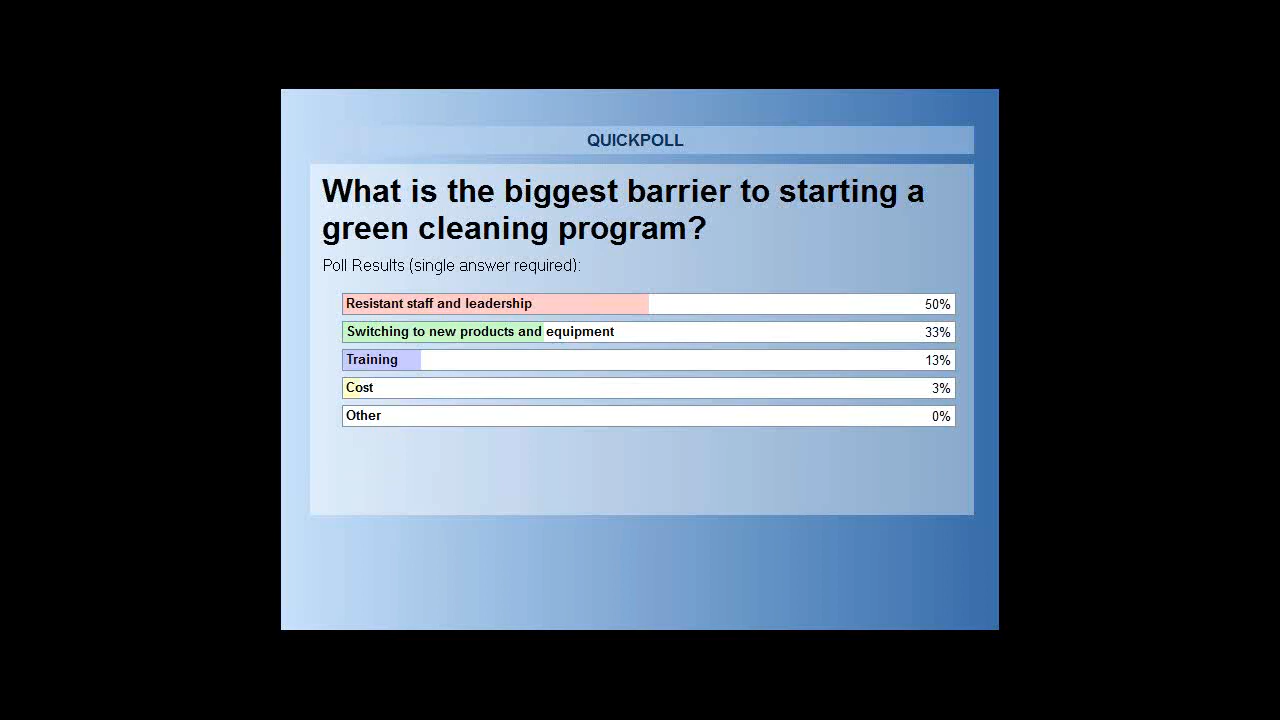 QUICKPOLL
What is the biggest barrier to starting a
green cleaning program?
Poll Results (single answer required):
Resistant staff and leadership 50%
Switching to new products and equipment 33%
Training 13%
Cost 3%
Other 0%